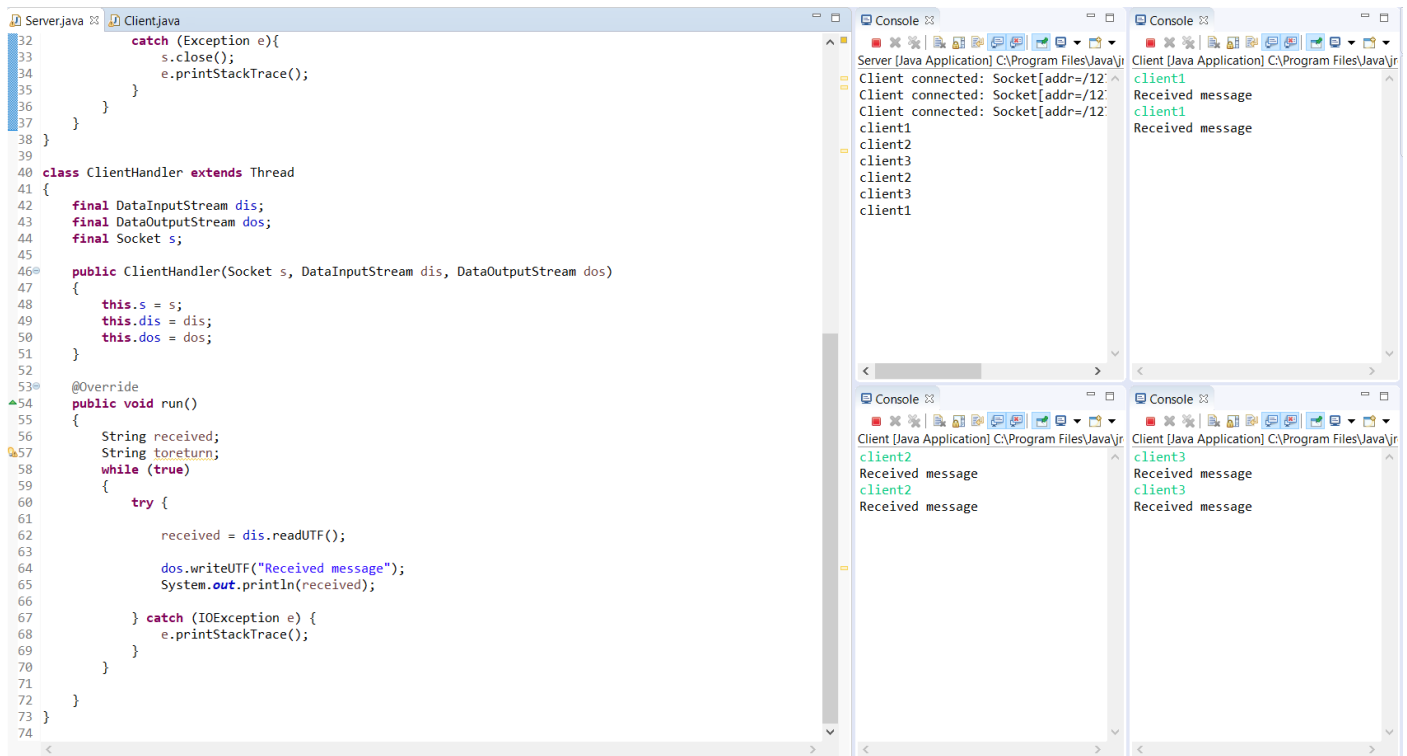 Server.java
Client.java
32 catch (Exception e){
33 s.close();
34 e.printStackTrace();
35 }
36 }
37 }
38 }
39
40 class ClientHandler extends Thread
41 {
42 final DataInputStream dis;
43 final DataOutputStream dos;
44 final Socket s;
45
46 public ClientHandler(Socket s, DataInputStream dis, DataOutputStream dos)
47 {
48 this.s = s;
49 this.dis = dis;
50 this.dos = dos;
51 }
52
53 @Override
54 public void run()
55 {
56 String received;
57 String toreturn;
58 while (true)
59 {
60 try {
61
62 received = dis.readUTF();
63
64 dos.writeUTF("Received message");
65 System.out.println(received);
66
67 } catch (IOException e) {
68 e.printStackTrace();
69 }
70 }
71
72 }
73 }
74
Console
Server [Java Application] C:\Program Files\Java\jr
Client connected: Socket[addr=/127
Client connected: Socket[addr=/127
Client connected: Socket[addr=/127
client1
client2
client3
client2
client3
client1
Console
Client [Java Application] C:\Program Files\Java\jr
client1
Received message
client1
Received message
Console
Client [Java Application] C:\Program Files\Java\jr
client2
Received message
client2
Received message
Console
Client [Java Application] C:\Program Files\Java\jr
client3
Received message
client3
Received message